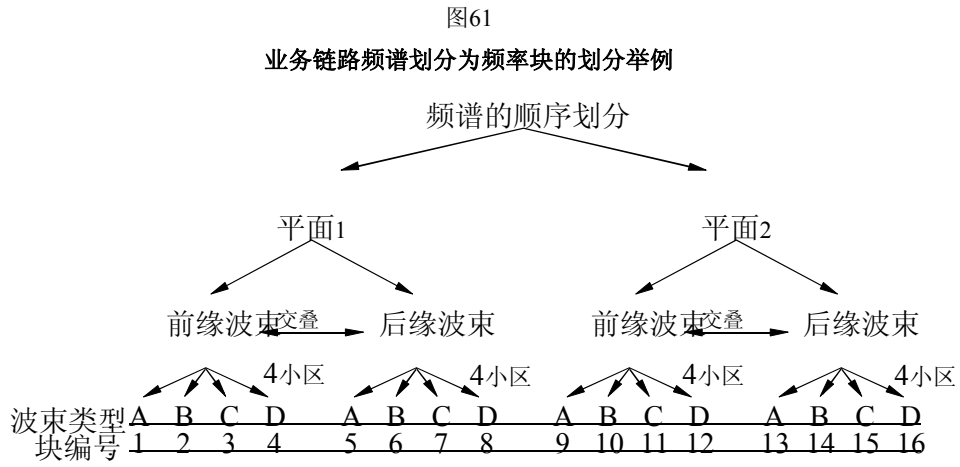 图61
业务链路频谱划分为频率块的划分举例
频谱的顺序划分
平面1 平面2
前缘波束 交叠 后缘波束 前缘波束 交叠 后缘波束
4小区 4小区 4小区 4小区
波束类型 A B C D A B C D A B C D A B C D
块编号 1 2 3 4 5 6 7 8 9 10 11 12 13 14 15 16